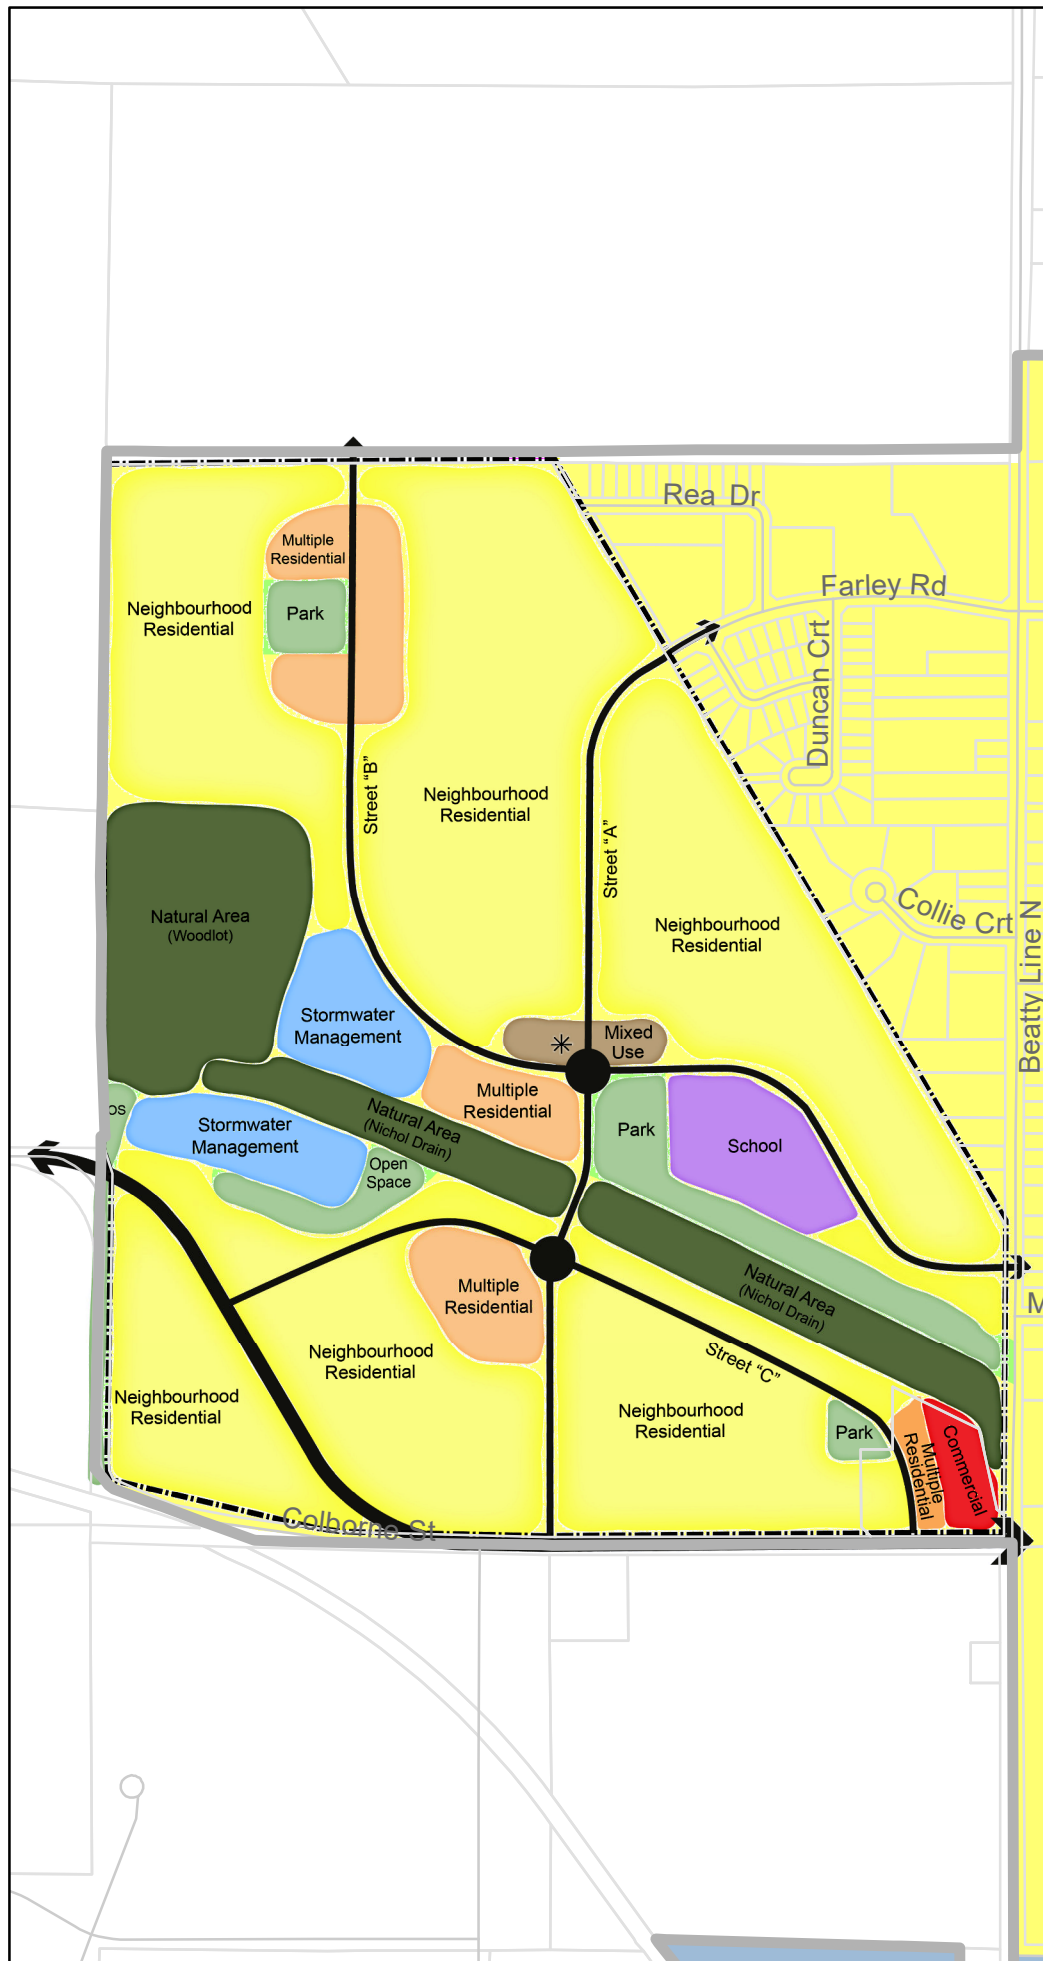 Rea Dr
Farley Rd
Duncan Crt
Multiple
Residential
Park
Neighbourhood
Residential
Street “B”
Neighbourhood
Residential
Street “A”
Collie Crt
Beatty Line N
Natural Area
(Woodlot)
Neighbourhood
Residential
Stormwater
Management
Mixed
Use
Multiple
Residential
OS
Stormwater
Management
Natural Area
(Nichol Drain)
Park
School
Open
Space
Multiple
Residential
Natural Area
(Nichol Drain)
M
Neighbourhood
Residential
Street “C”
Neighbourhood
Residential
Neighbourhood
Residential
Park
Multiple
Residential
Commercial
Colborne St